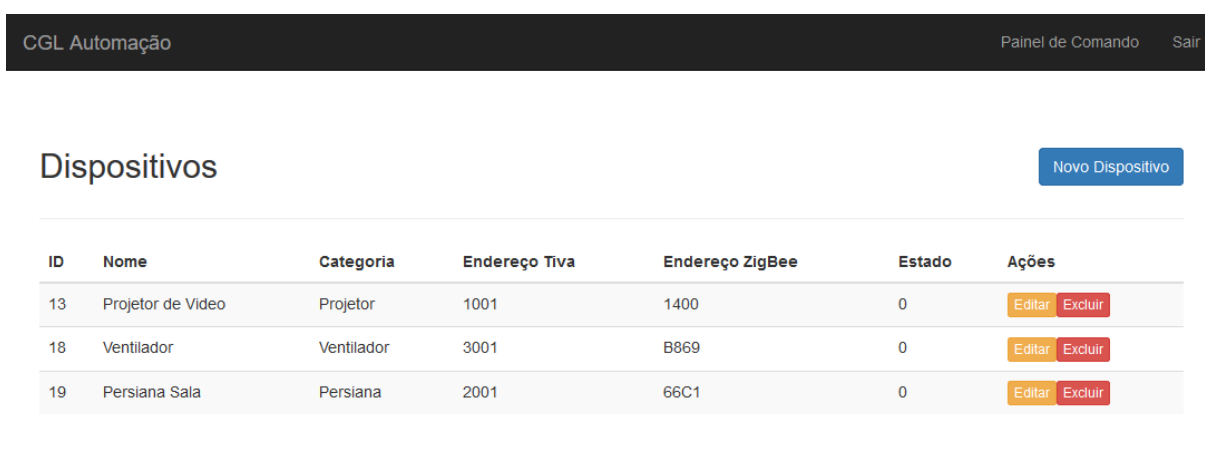 CGL Automação Painel de Comando Sair
Dispositivos Novo Dispositivo
ID Nome Categoria Endereço Tiva Endereço ZigBee Estado Ações
13 Projetor de Video Projetor 1001 1400 0 Editar Excluir
18 Ventilador Ventilador 3001 B869 0 Editar Excluir
19 Persiana Sala Persiana 2001 66C1 0 Editar Excluir